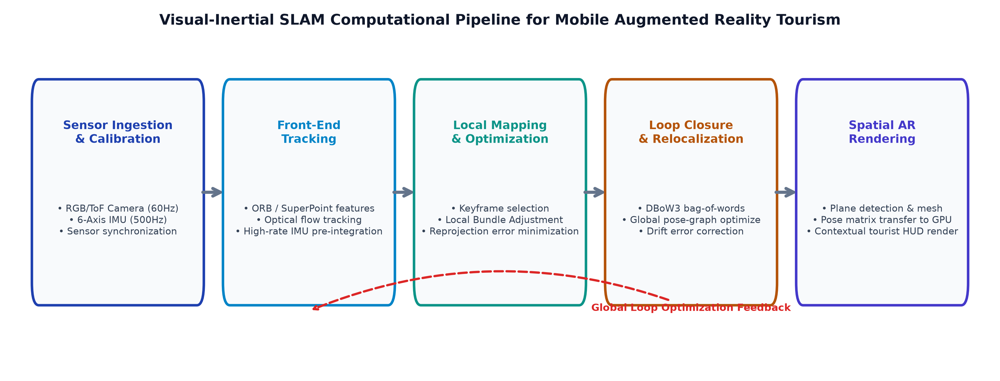 Visual-Inertial SLAM Computational Pipeline for Mobile Augmented Reality Tourism
Sensor Ingestion
& Calibration
• RGB/ToF Camera (60Hz)
• 6-Axis IMU (500Hz)
• Sensor synchronization
Front-End
Tracking
• ORB / SuperPoint features
• Optical flow tracking
• High-rate IMU pre-integration
Local Mapping
& Optimization
• Keyframe selection
• Local Bundle Adjustment
• Reprojection error minimization
Loop Closure
& Relocalization
• DBoW3 bag-of-words
• Global pose-graph optimize
• Drift error correction
Spatial AR
Rendering
• Plane detection & mesh
• Pose matrix transfer to GPU
• Contextual tourist HUD render
Global Loop Optimization Feedback